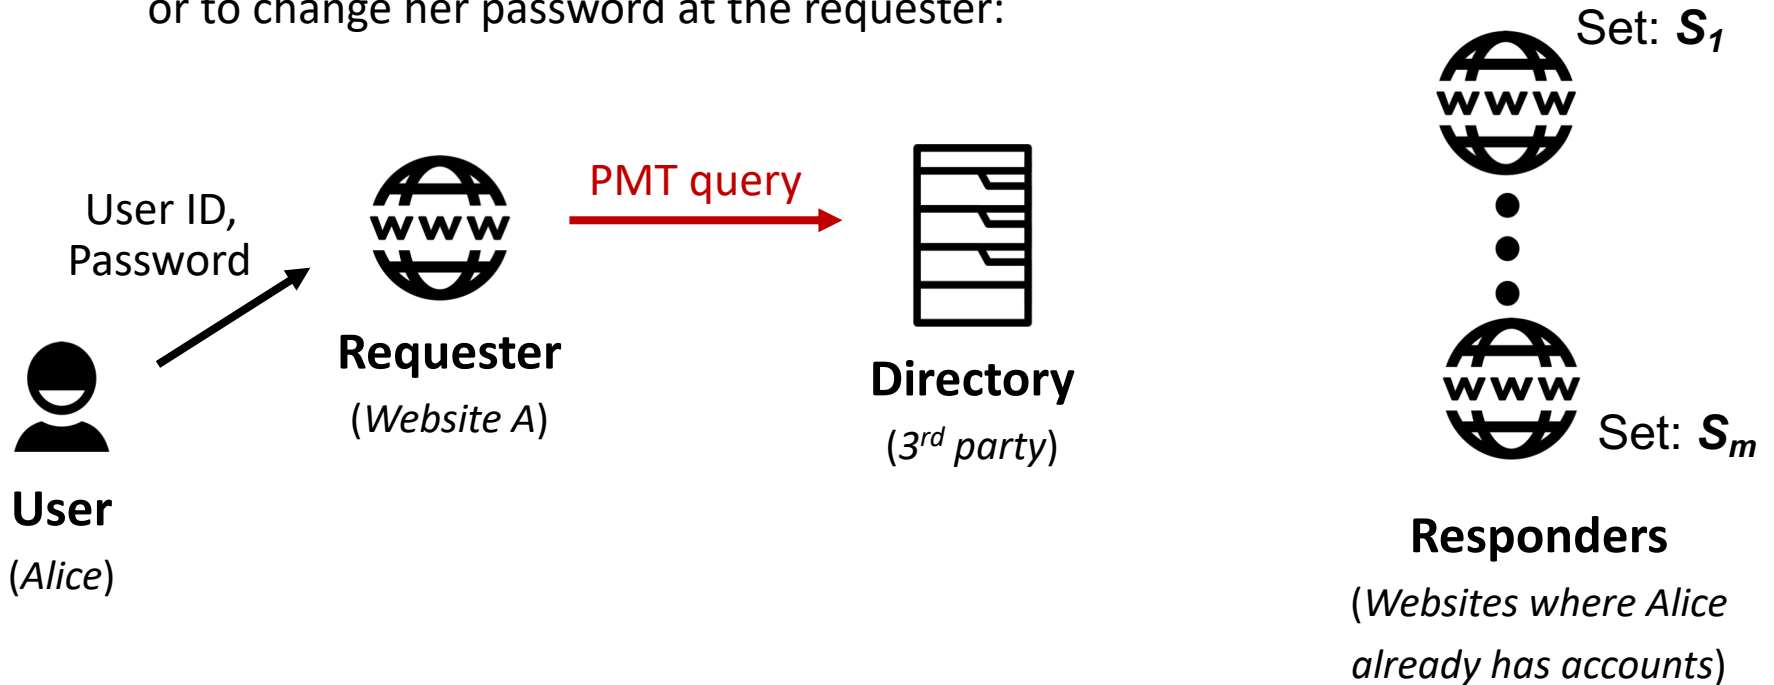 or to change her password at the requester:
Set: S1
www
User ID,
Password
www
PMT query
Requester
(Website A)
Directory
(3rd party)
www
Set: Sm
User
(Alice)
Responders
(Websites where Alice
already has accounts)